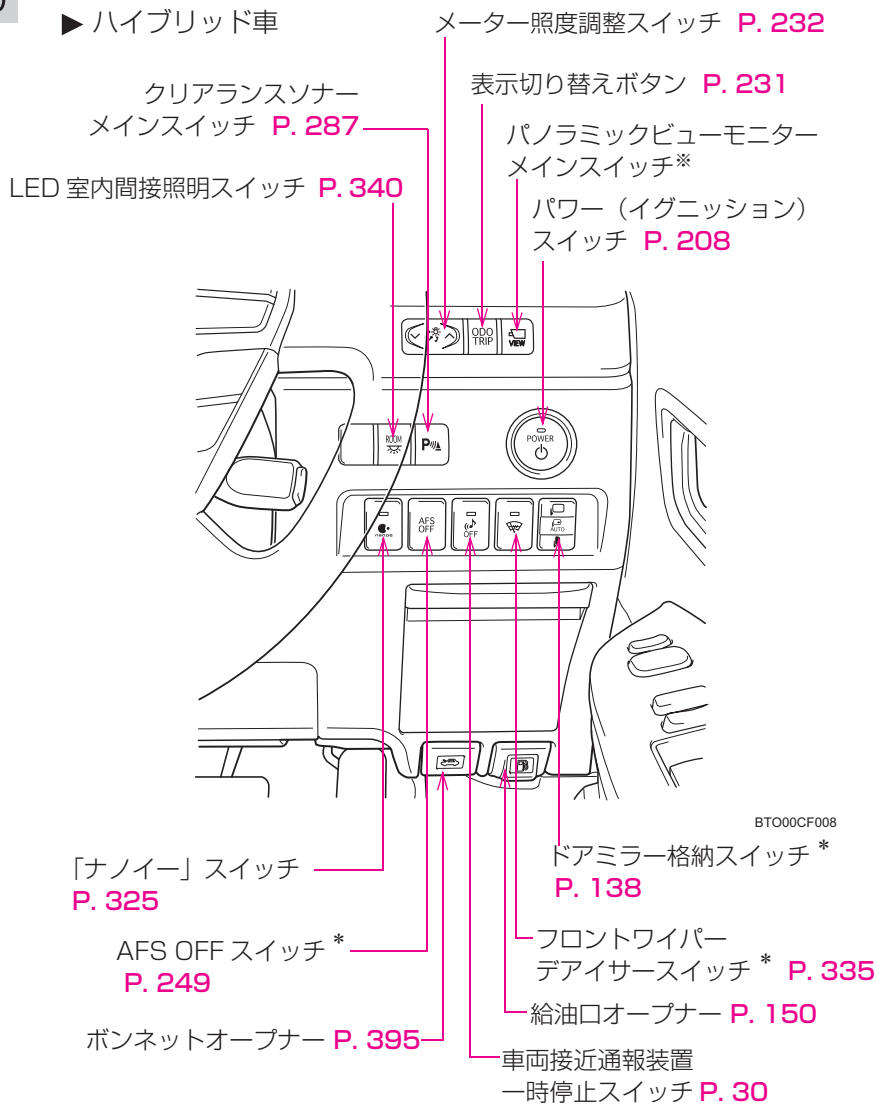 ▶ ハイブリッド車
メーター照度調整スイッチ P. 232
表示切り替えボタン P. 231
クリアランスソナー
メインスイッチ P. 287
パノラミックビューモニター
メインスイッチ※
LED 室内間接照明スイッチ P. 340
パワー（イグニッション）
スイッチ P. 208
ODO
TRIP
VIEW
ROOM
P
POWER
AFS
OFF
OFF
AUTO
BTO00CF008
「ナノイー」スイッチ
P. 325
ドアミラー格納スイッチ *
P. 138
AFS OFF スイッチ *
P. 249
フロントワイパー
デアイサースイッチ * P. 335
給油口オープナー P. 150
ボンネットオープナー P. 395
車両接近通報装置
一時停止スイッチ P. 30